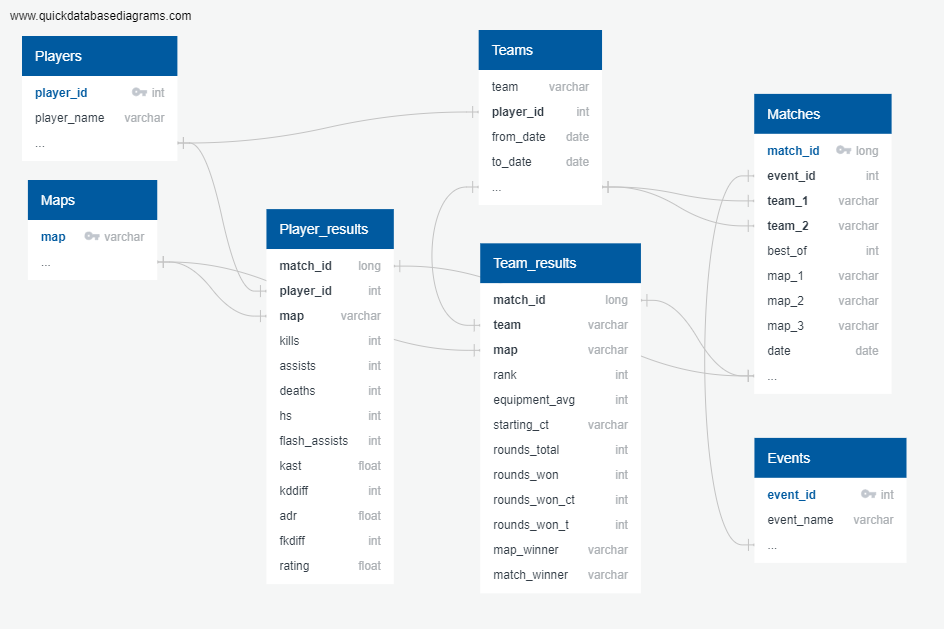 www.quickdatabasediagrams.com
Players
player_id int
player_name varchar
...
Maps
map varchar
...
Player_results
match_id long
player_id int
map varchar
kills int
assists int
deaths int
hs int
flash_assists int
kast float
kddiff int
adr float
fkdiff int
rating float
Teams
team varchar
player_id int
from_date date
to_date date
...
Team_results
match_id long
team varchar
map varchar
rank int
equipment_avg int
starting_ct varchar
rounds_total int
rounds_won int
rounds_won_ct int
rounds_won_t int
map_winner varchar
match_winner varchar
Matches
match_id long
event_id int
team_1 varchar
team_2 varchar
best_of int
map_1 varchar
map_2 varchar
map_3 varchar
date date
...
Events
event_id int
event_name varchar
...